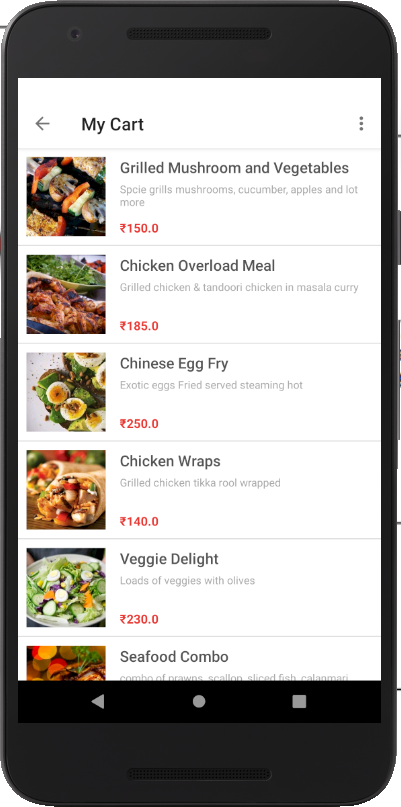 My Cart
Grilled Mushroom and Vegetables
Spcie grills mushrooms, cucumber, apples and lot
more
₹150.0
Chicken Overload Meal
Grilled chicken & tandoori chicken in masala curry
₹185.0
Chinese Egg Fry
Exotic eggs Fried served steaming hot
₹250.0
Chicken Wraps
Grilled chicken tikka rool wrapped
₹140.0
Veggie Delight
Loads of veggies with olives
₹230.0
Seafood Combo
combo of prawns, scallop, sliced fish, calanmari